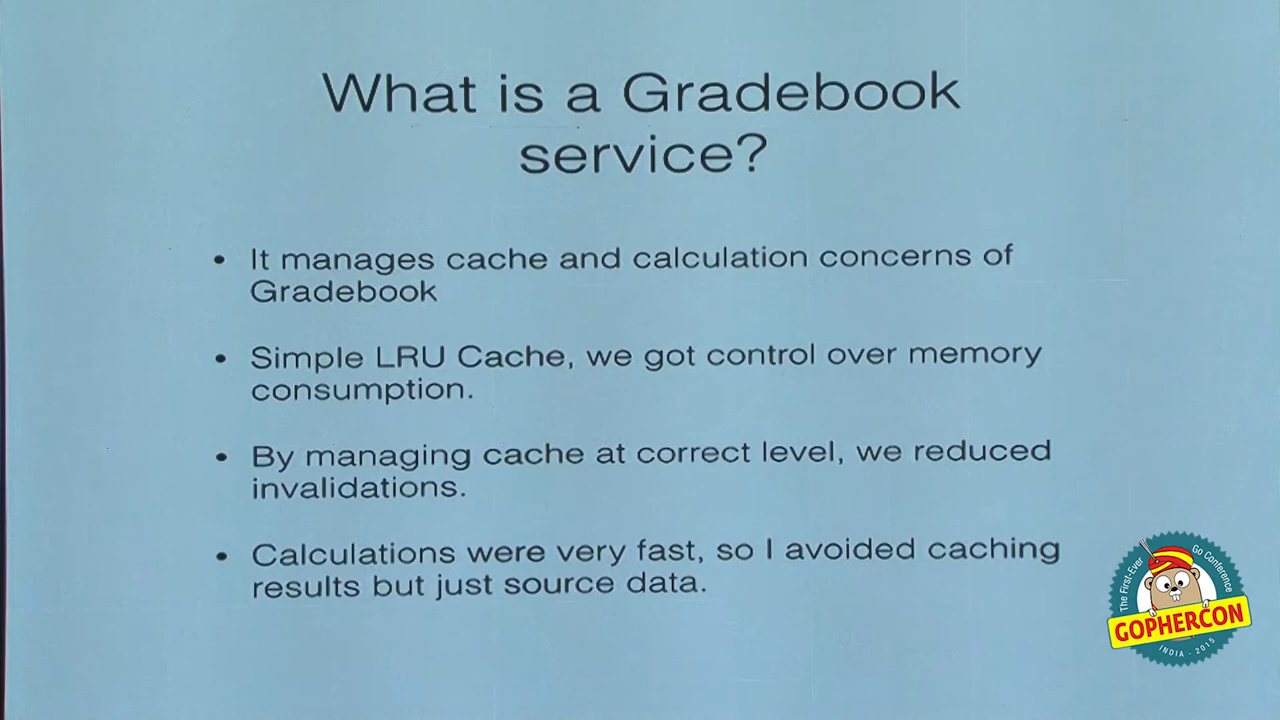 What is a Gradebook
service?
• It manages cache and calculation concerns of
Gradebook
• Simple LRU Cache, we got control over memory
consumption.
• By managing cache at correct level, we reduced
invalidations.
• Calculations were very fast, so I avoided caching
results but just source data.
The First-Ever
Go Conference
GOPHERCON
INDIA - 2015